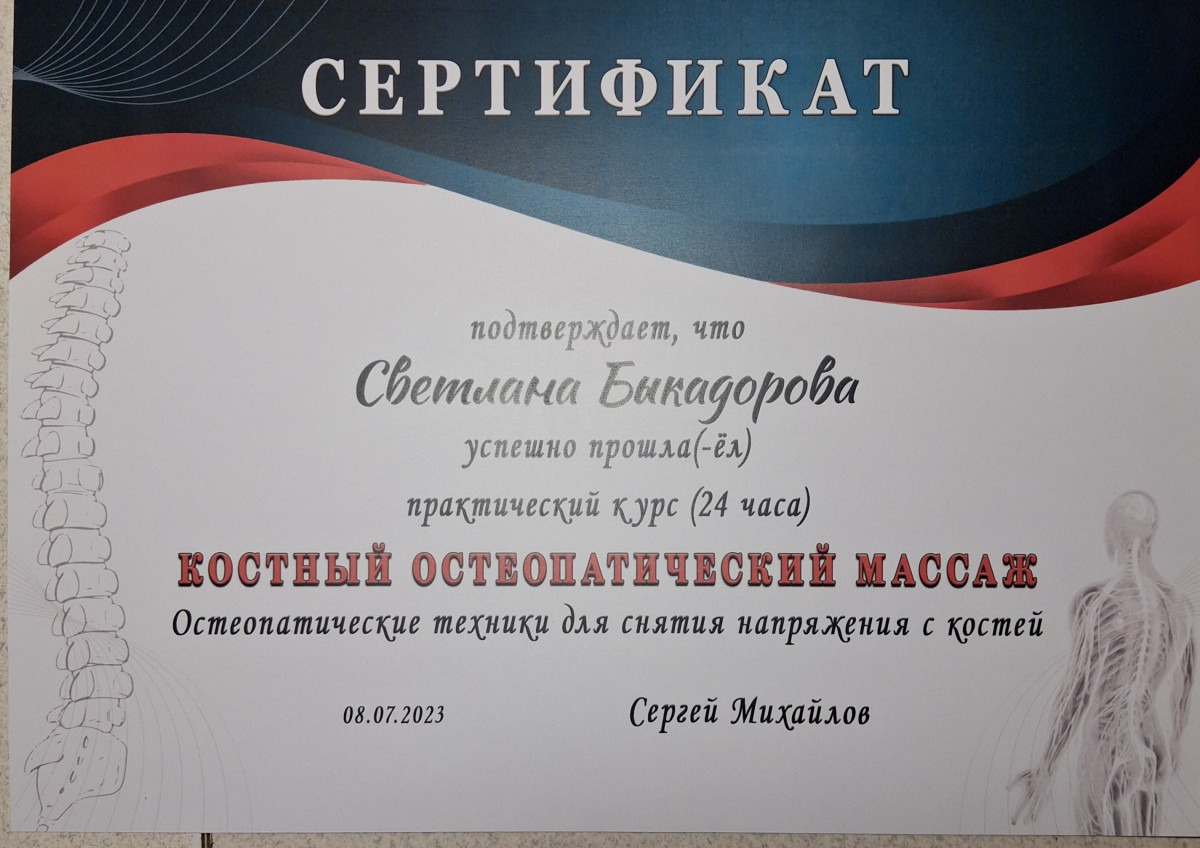 СЕРТИФИКАТ
подтверждает, что
Светлана Быкадорова
успешно прошла(-ёл)
практический курс (24 часа)
КОСТНЫЙ ОСТЕОПАТИЧЕСКИЙ МАССАЖ
Остеопатические техники для снятия напряжения с костей
08.07.2023 Сергей Михайлов